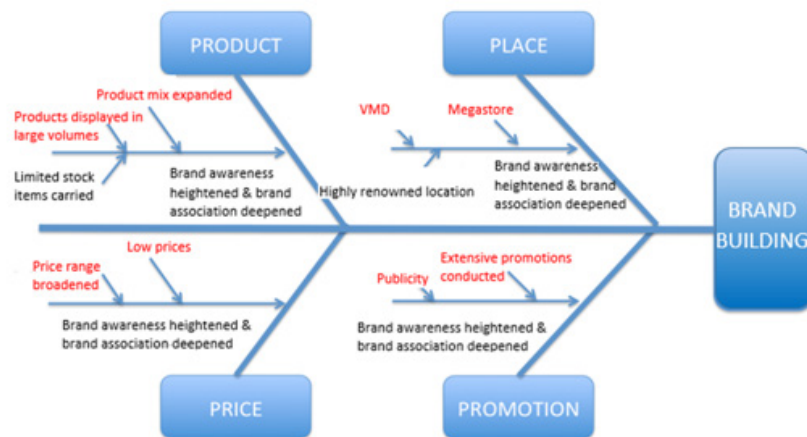 PRODUCT
PLACE
Product mix expanded
Products displayed in
large volumes
Limited stock
items carried
Brand awareness
heightened & brand
association deepened
VMD
Megastore
Highly renowned location
Brand awareness
heightened & brand
association deepened
BRAND
BUILDING
Low prices
Price range
broadened
Brand awareness heightened &
brand association deepened
Extensive promotions
conducted
Publicity
Brand awareness heightened &
brand association deepened
PRICE
PROMOTION